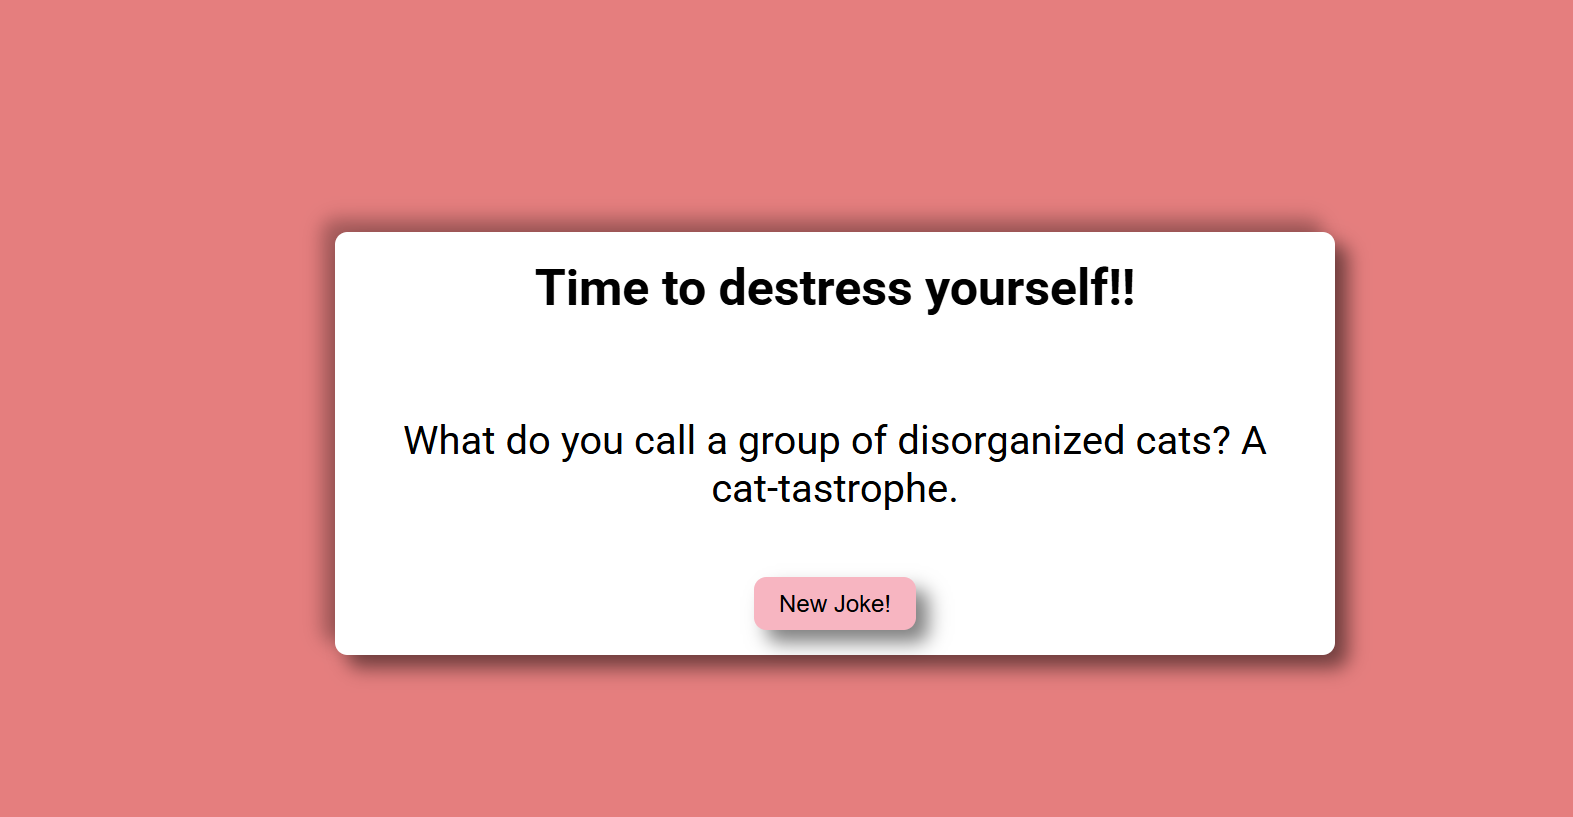 Time to destress yourself!!
What do you call a group of disorganized cats? A
cat-tastrophe.
New Joke!